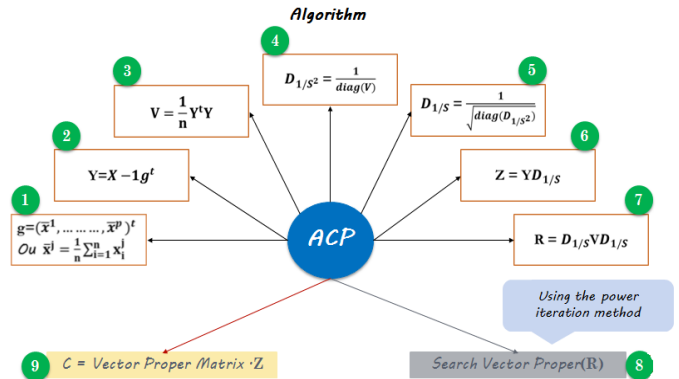 Algorithm
1
g=(x̄¹, ... ... ..., x̄ᵖ)ᵗ
Ou x̄ʲ = 1/n ∑ⁿᵢ₌₁ xᵢʲ
2
Y=X −1gᵗ
3
V = 1/n YᵗY
4
D₁/S² = 1/diag(V)
5
D₁/S = 1/√diag(D₁/S²)
6
Z = YD₁/S
7
R = D₁/SVD₁/S
ACP
Using the power
iteration method
9
C = Vector Proper Matrix ·Z
Search Vector Proper(R)
8